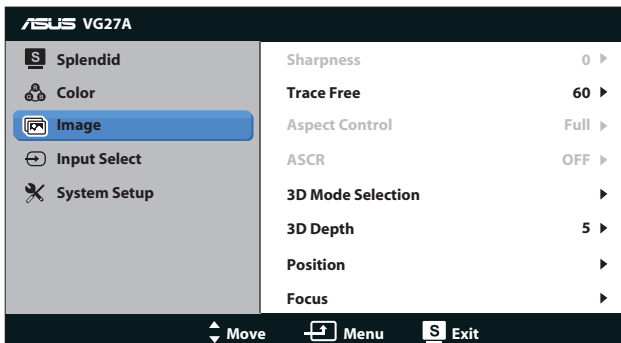 ASUS VG27A
S Splendid
Color
Image
Input Select
System Setup
Sharpness 0
Trace Free 60
Aspect Control Full
ASCR OFF
3D Mode Selection
3D Depth 5
Position
Focus
Move Menu S Exit